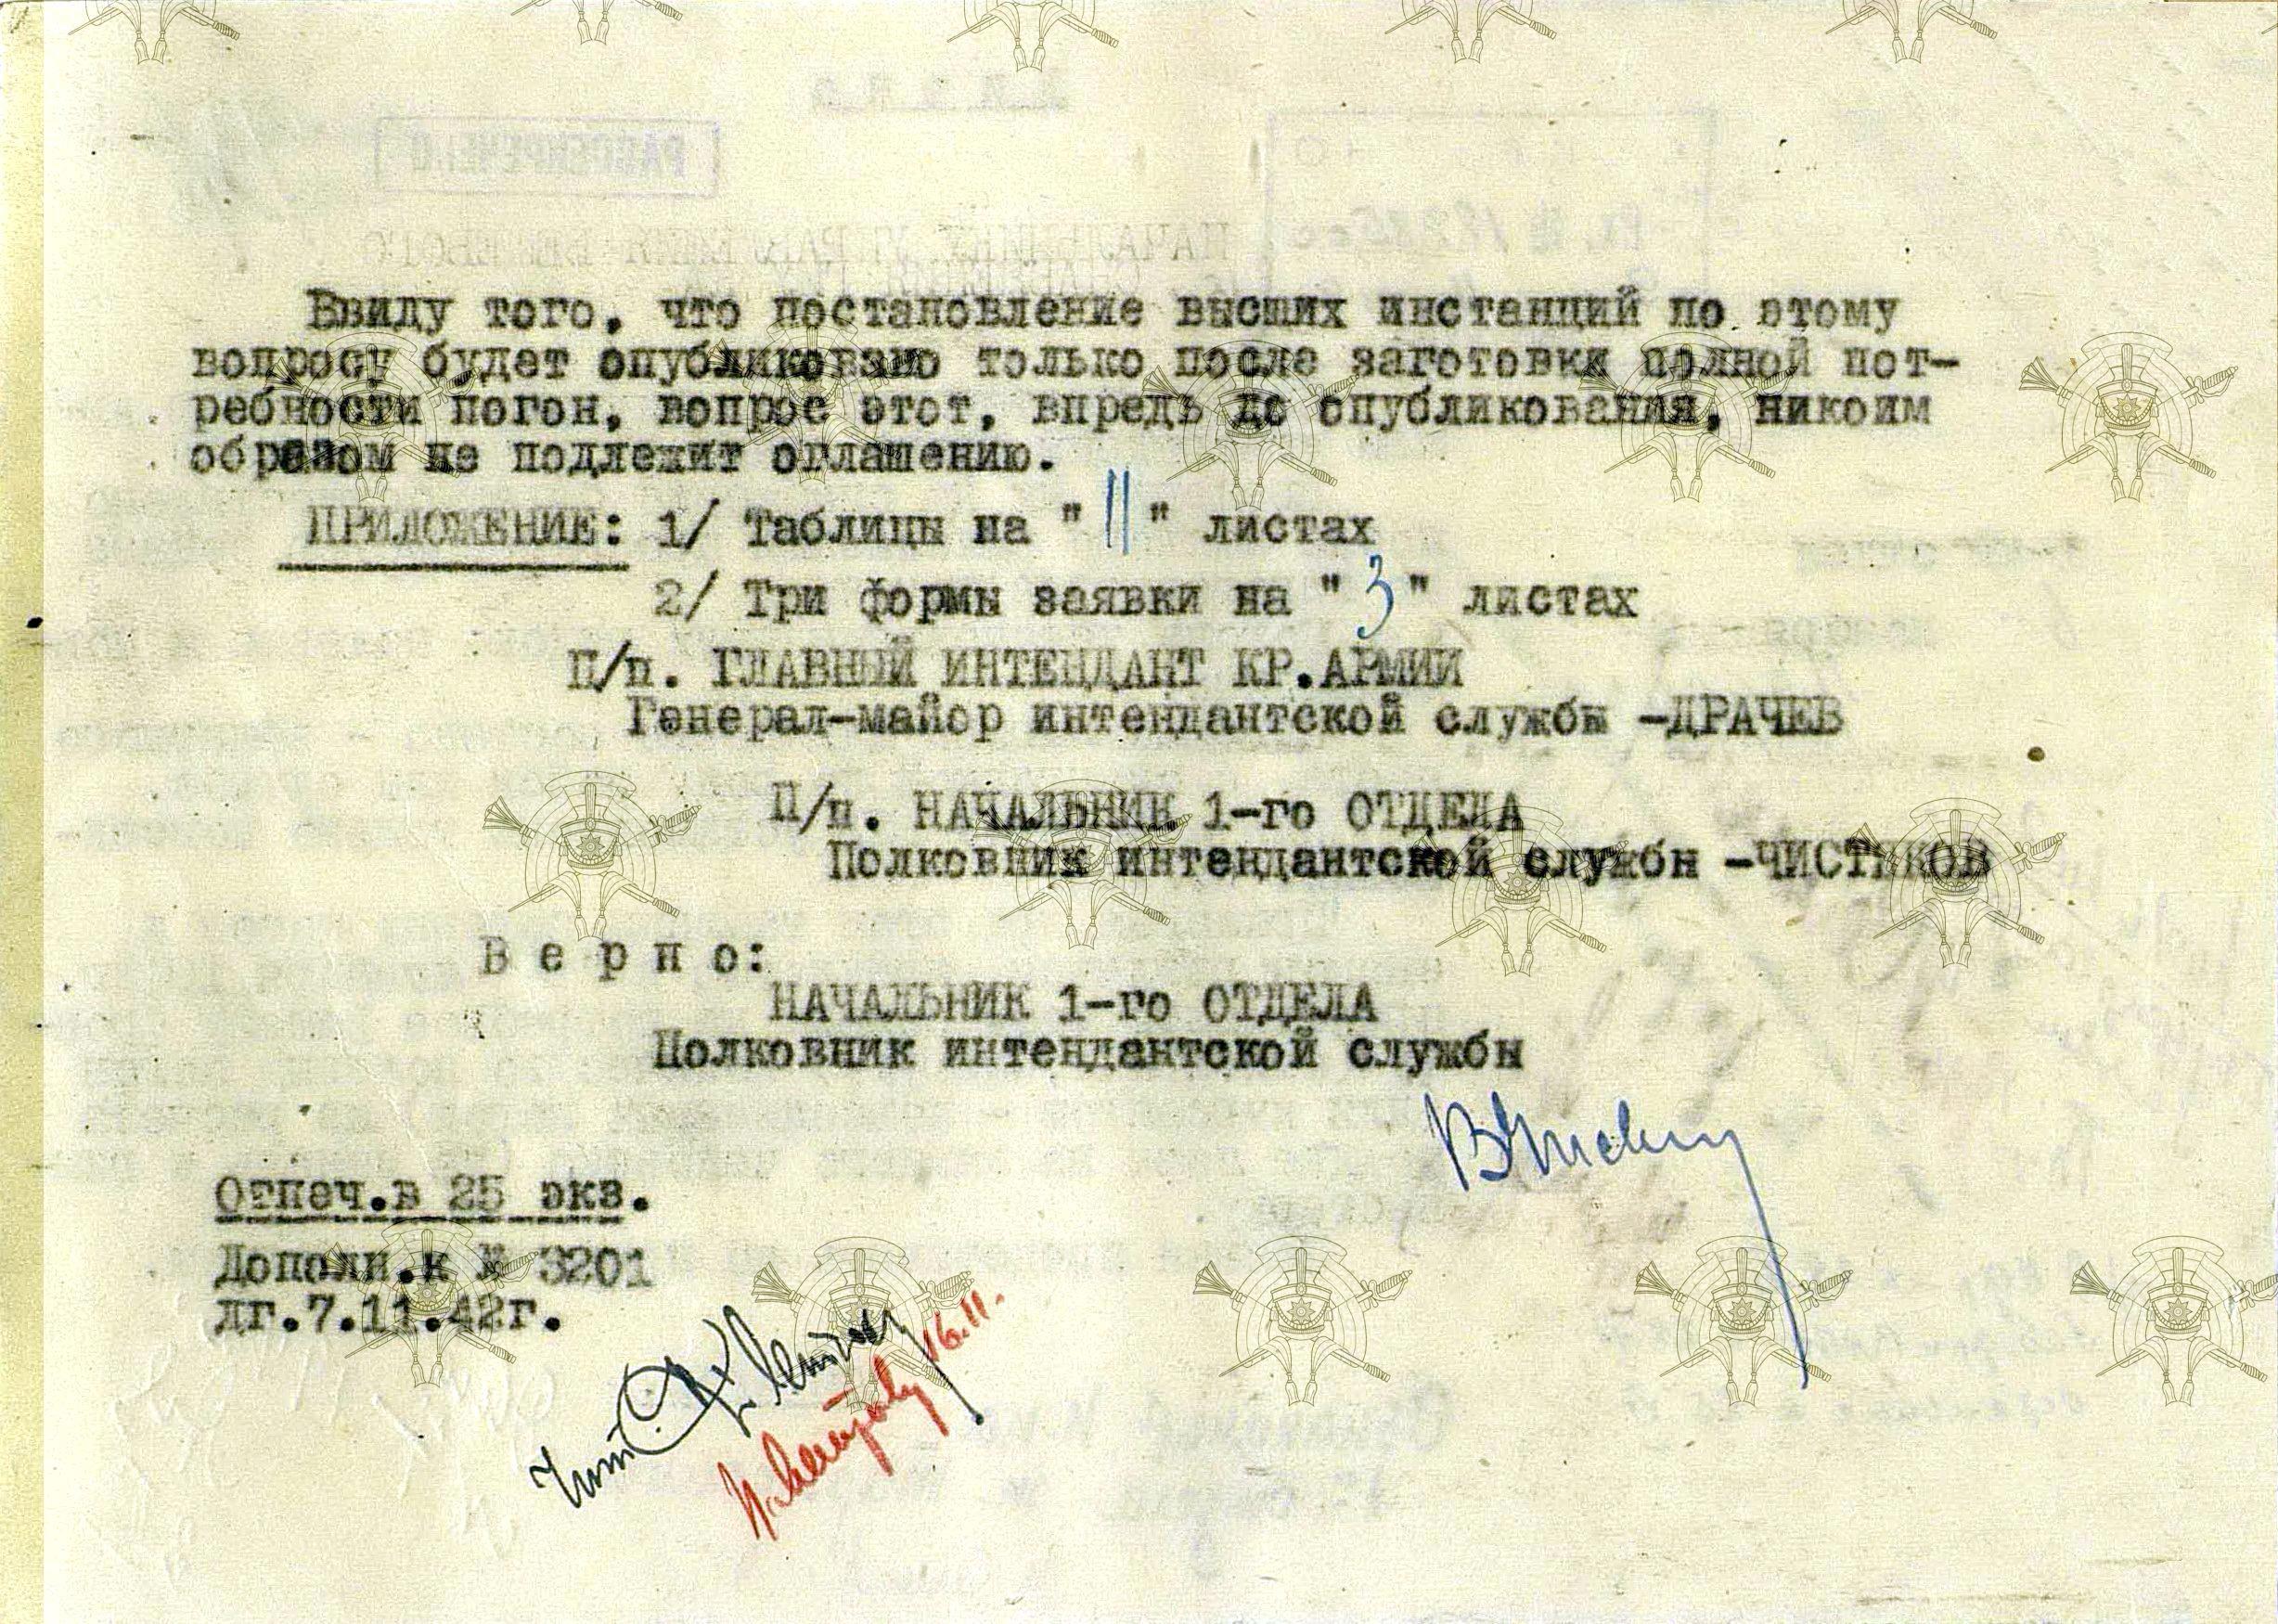 Ввиду того, что постановление высших инстанций по этому
вопросу будет опубликовано только после заготовки полной пот-
ребности погон, вопрос этот, впредь до опубликования, никоим
образом не подлежит оглашению.
ПРИЛОЖЕНИЕ: 1/ Таблицы на "11" листах
2/ Три формы заявки на "3" листах
П/п. ГЛАВНЫЙ ИНТЕНДАНТ КР.АРМИИ
Генерал-майор интендантской службы -ДРАЧЕВ
П/п. НАЧАЛЬНИК 1-го ОТДЕЛА
Полковник интендантской службы -ЧИСТЯКОВ
В е р н о:
НАЧАЛЬНИК 1-го ОТДЕЛА
Полковник интендантской службы
Отпеч.в 25 экз.
Дополн.к № 3201
дг.7.11.42г.
16.11.